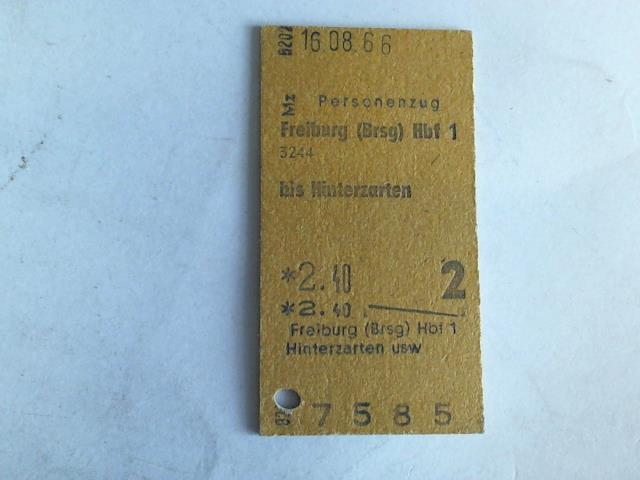 16 08.66
Mz
Personenzug
Freiburg (Brsg) Hbf 1
3244
bis Hinterzarten
*2.40 2
*2.40
Freiburg (Brsg) Hbf 1
Hinterzarten usw
7585